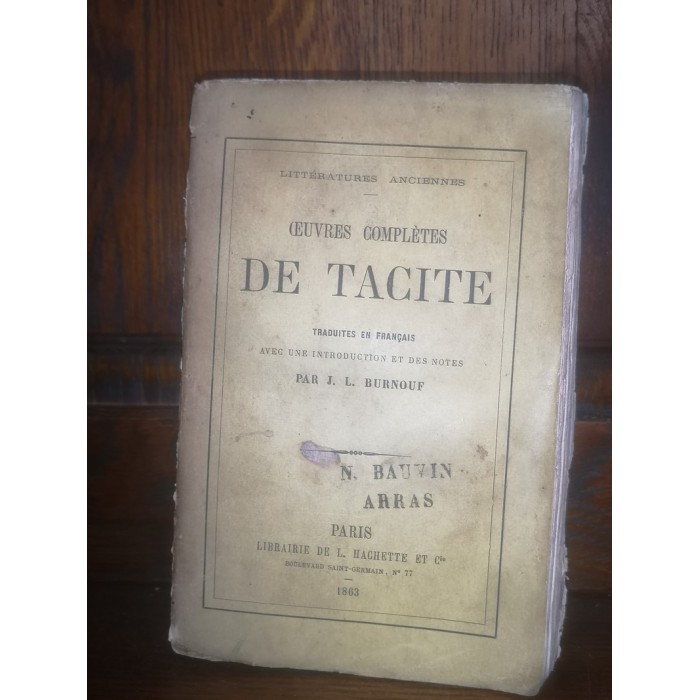 LITTÉRATURES ANCIENNES
ŒUVRES COMPLÈTES
DE TACITE
TRADUITES EN FRANÇAIS
AVEC UNE INTRODUCTION ET DES NOTES
PAR J. L. BURNOUF
N. BAUVIN
ARRAS
PARIS
LIBRAIRIE DE L. HACHETTE ET Cie
BOULEVARD SAINT-GERMAIN, N° 77
1863